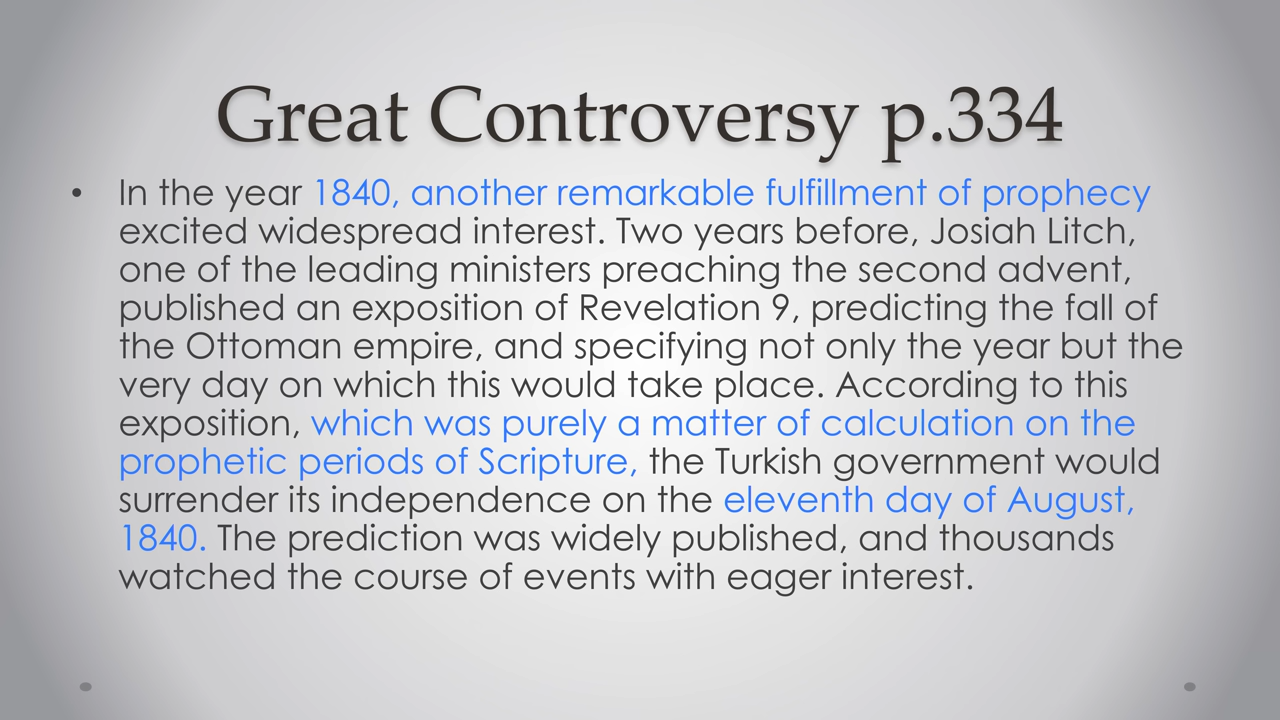 Great Controversy p.334
• In the year 1840, another remarkable fulfillment of prophecy
excited widespread interest. Two years before, Josiah Litch,
one of the leading ministers preaching the second advent,
published an exposition of Revelation 9, predicting the fall of
the Ottoman empire, and specifying not only the year but the
very day on which this would take place. According to this
exposition, which was purely a matter of calculation on the
prophetic periods of Scripture, the Turkish government would
surrender its independence on the eleventh day of August,
1840. The prediction was widely published, and thousands
watched the course of events with eager interest.